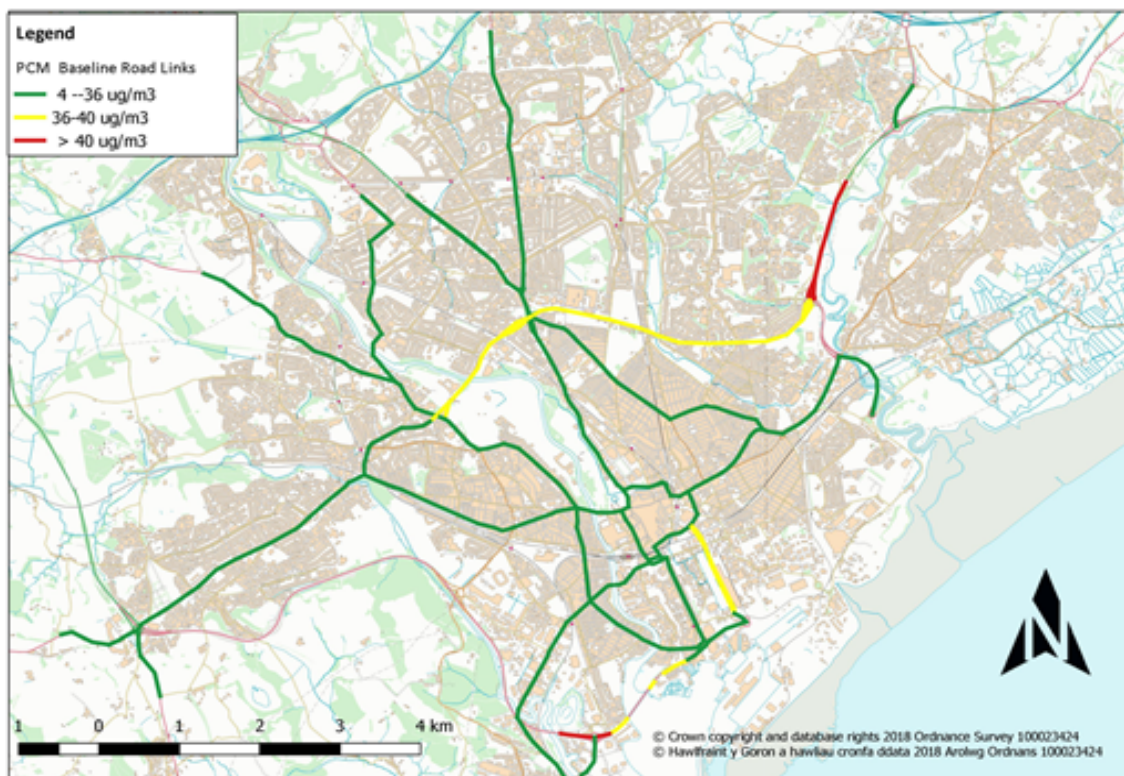 Legend
PCM Baseline Road Links
4 --36 ug/m3
36-40 ug/m3
> 40 ug/m3
N
1 0 1 2 3 4 km
© Crown copyright and database rights 2018 Ordnance Survey 100023424
© Hawlfraint y Goron a hawliau cronfa ddata 2018 Arolwg Ordnans 100023424